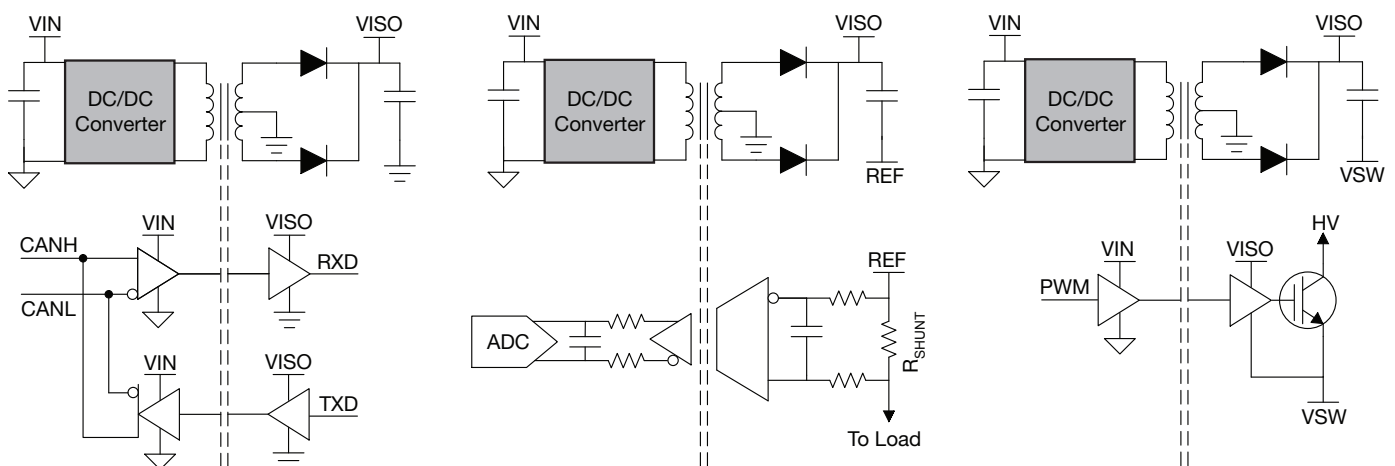 VIN
VISO
DC/DC
Converter
VIN
VISO
CANH
RXD
CANL
VIN
VISO
TXD
VIN
VISO
DC/DC
Converter
REF
REF
ADC
RSHUNT
To Load
VIN
VISO
DC/DC
Converter
VSW
HV
VIN
VISO
PWM
VSW